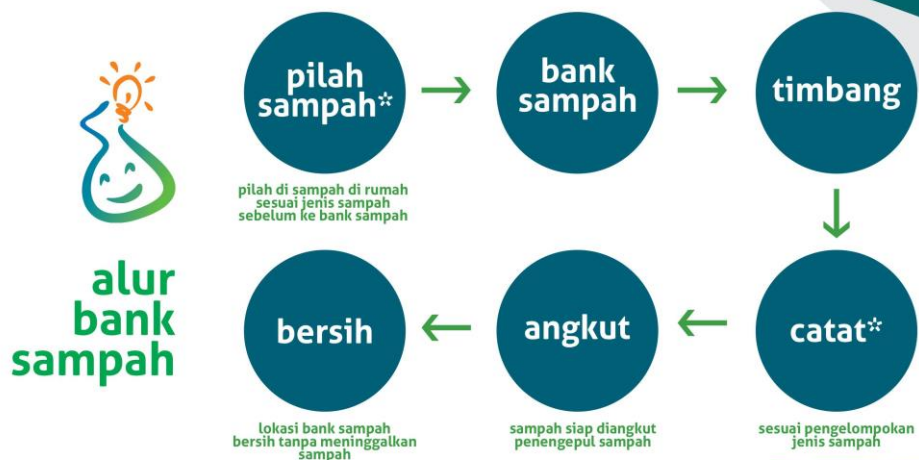 pilah
sampah*
bank
sampah
timbang
pilah di sampah di rumah
sesuai jenis sampah
sebelum ke bank sampah
alur
bank
sampah
bersih
angkut
catat*
lokasi bank sampah
bersih tanpa meninggalkan
sampah
sampah siap diangkut
penengepul sampah
sesuai pengelompokan
jenis sampah